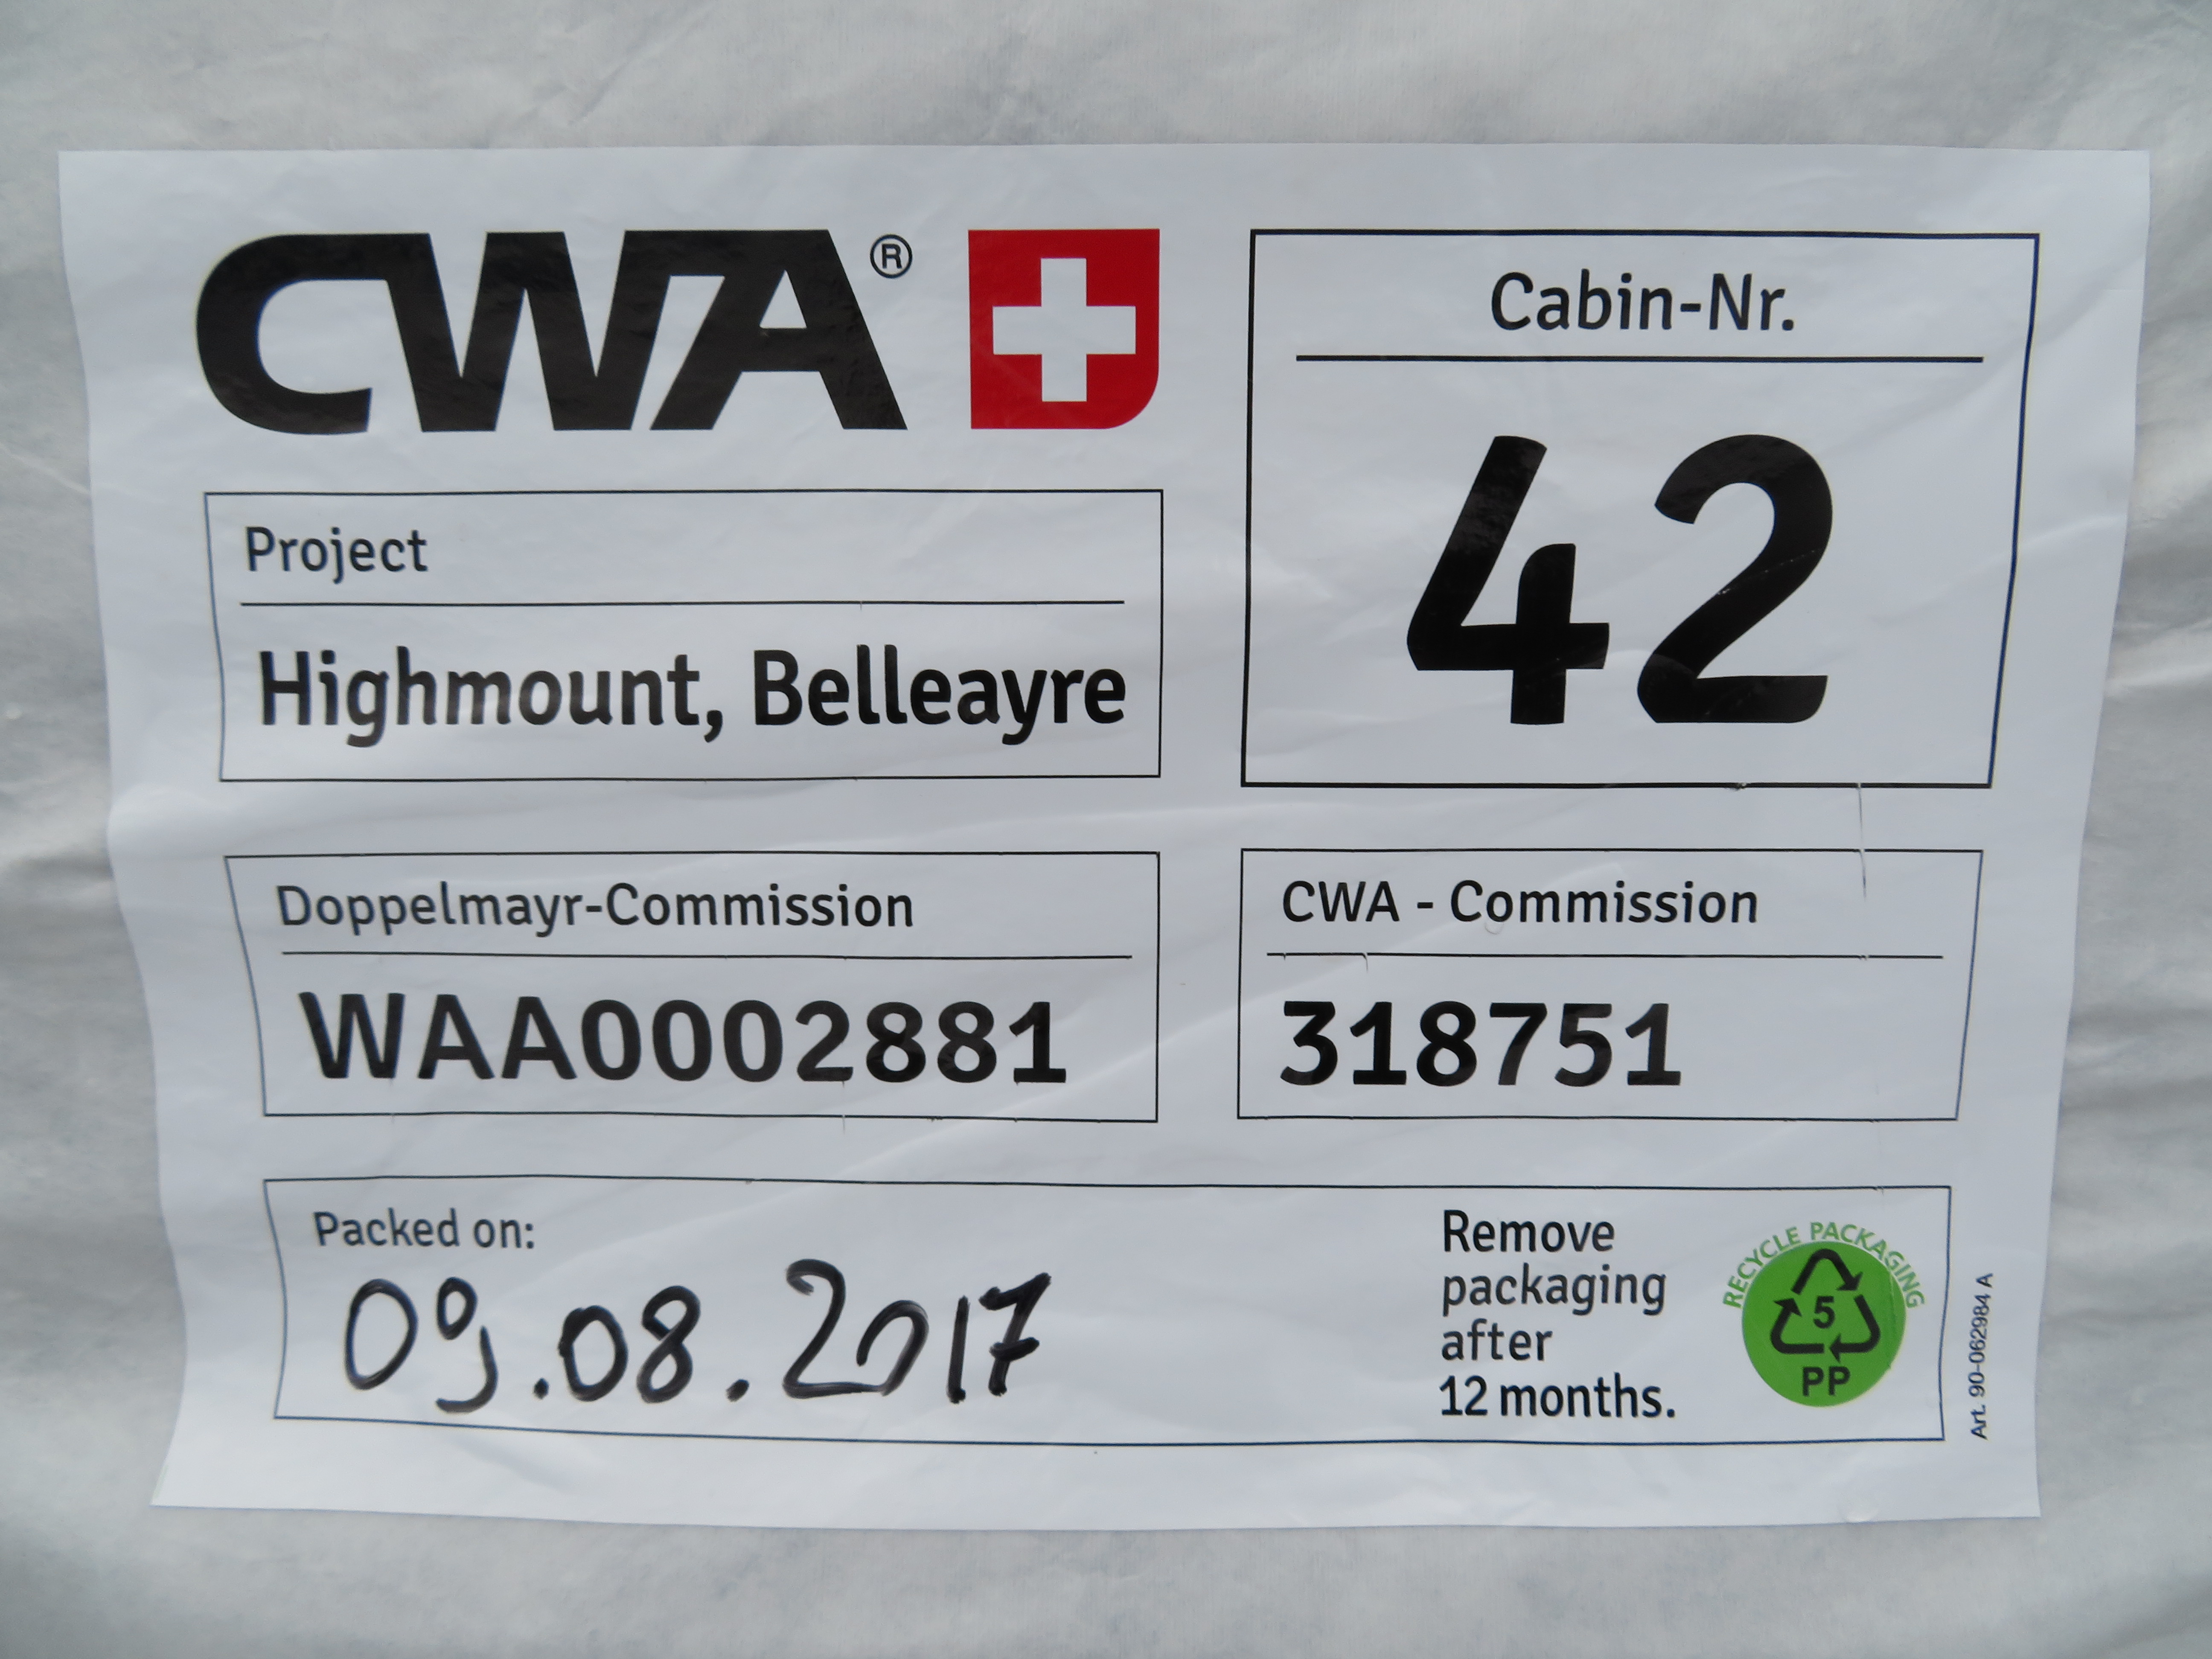 CWA®
Cabin-Nr.
42
Project
Highmount, Belleayre
Doppelmayr-Commission
WAA0002881
CWA - Commission
318751
Packed on:
09.08.2017
Remove
packaging
after
12 months.
RECYCLE PACKAGING
5
PP
Art. 90-062984 A